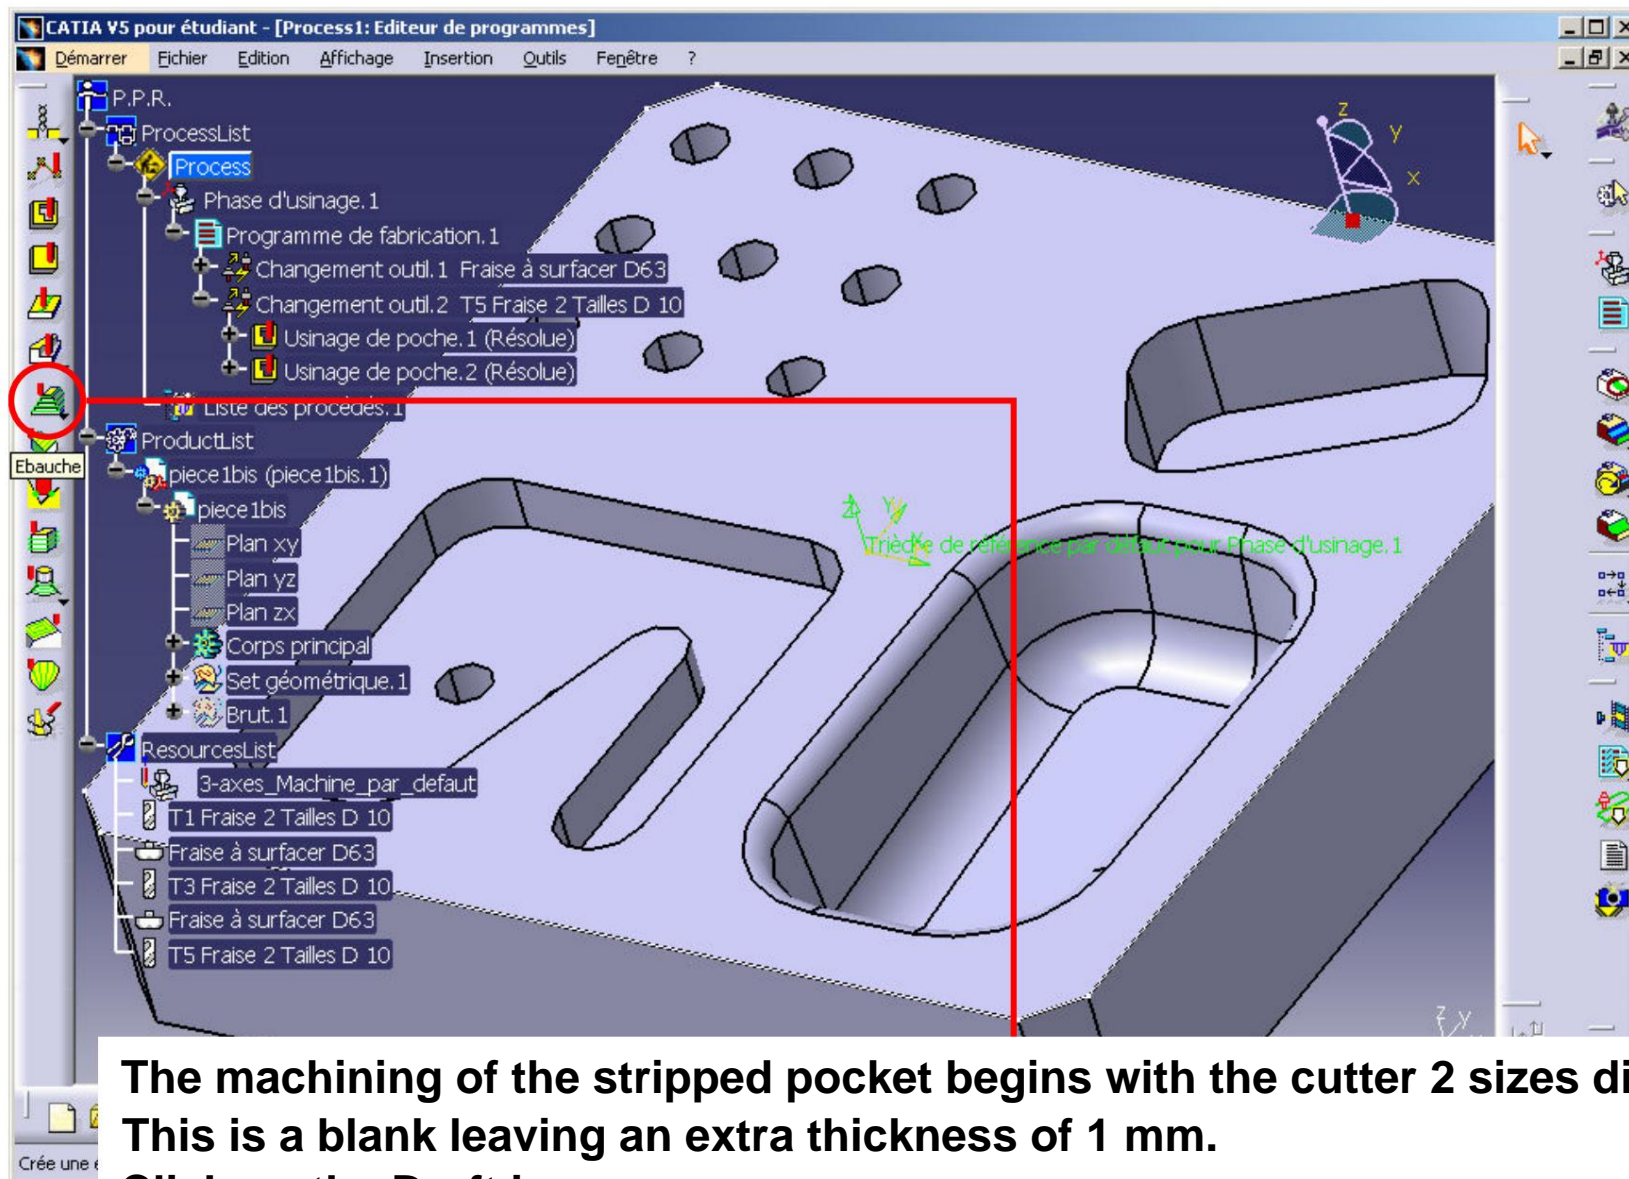 CATIA V5 pour étudiant - [Process1: Editeur de programmes]
Démarrer Fichier Edition Affichage Insertion Outils Fenêtre ?
P.P.R.
ProcessList
Process
Phase d'usinage.1
Programme de fabrication.1
Changement outil.1 Fraise à surfacer D63
Changement outil.2 T5 Fraise 2 Tailles D 10
Usinage de poche.1 (Résolue)
Usinage de poche.2 (Résolue)
Liste des procédés.1
ProductList
Ebauche
piece1bis (piece1bis.1)
piece1bis
Plan xy
Plan yz
Plan zx
Corps principal
Set géométrique.1
Brut.1
ResourcesList
3-axes_Machine_par_defaut
T1 Fraise 2 Tailles D 10
Fraise à surfacer D63
T3 Fraise 2 Tailles D 10
Fraise à surfacer D63
T5 Fraise 2 Tailles D 10
z
y
x
Trièdre de référence par défaut pour Phase d'usinage.1
z y
The machining of the stripped pocket begins with the cutter 2 sizes di
This is a blank leaving an extra thickness of 1 mm.
Crée une